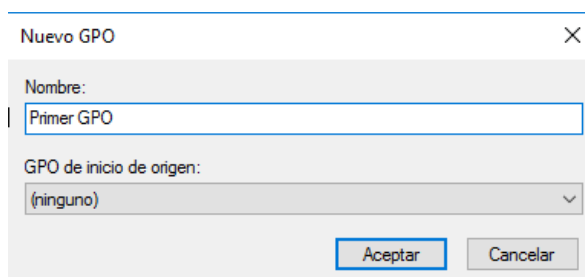 Nuevo GPO
Nombre:
Primer GPO
GPO de inicio de origen:
(ninguno)
Aceptar
Cancelar